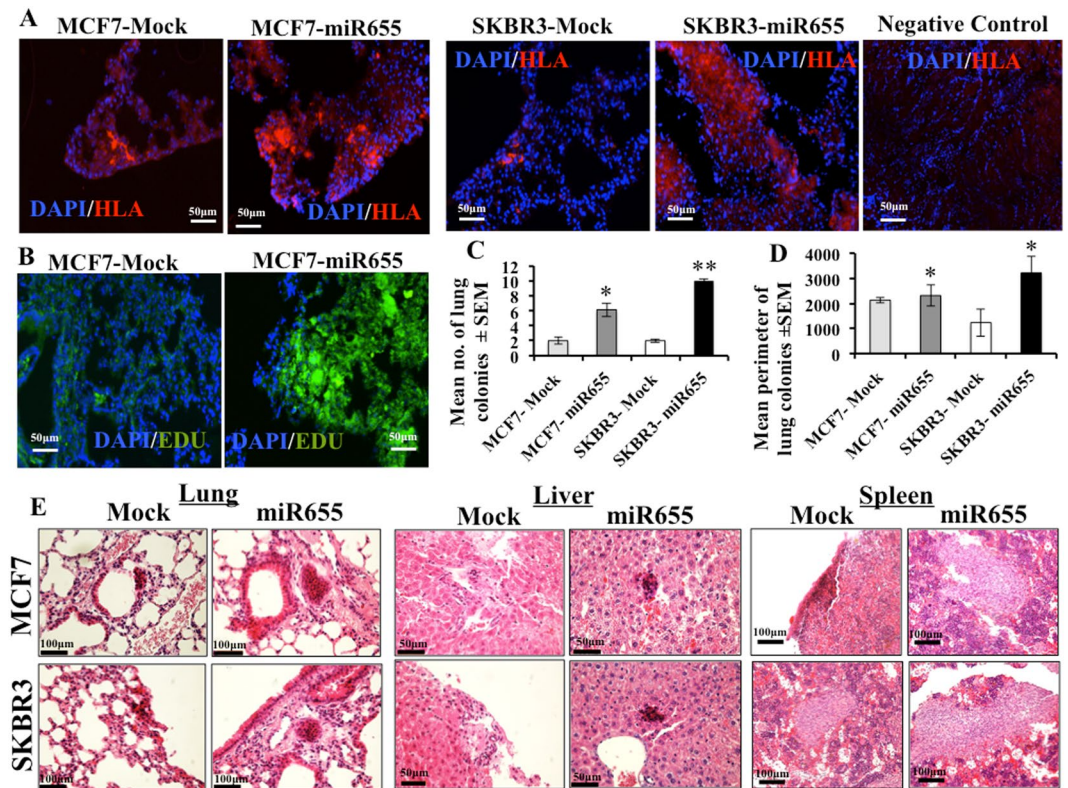 A
MCF7-Mock
MCF7-miR655
SKBR3-Mock
SKBR3-miR655
Negative Control
DAPI/HLA
50µm
DAPI/HLA
50µm
DAPI/HLA
50µm
DAPI/HLA
50µm
DAPI/HLA
50µm
B
MCF7-Mock
MCF7-miR655
50µm
DAPI/EDU
50µm
DAPI/EDU
C
Mean no. of lung
colonies ± SEM
12
10
8
6
4
2
0
*
**
MCF7- Mock
MCF7- miR655
SKBR3- Mock
SKBR3- miR655
D
Mean perimeter of
lung colonies ±SEM
4000
3000
2000
1000
0
*
*
MCF7- Mock
MCF7- miR655
SKBR3- Mock
SKBR3- miR655
E
Lung
Liver
Spleen
Mock
miR655
Mock
miR655
Mock
miR655
MCF7
100µm
100µm
50µm
50µm
100µm
100µm
SKBR3
100µm
100µm
50µm
50µm
100µm
100µm